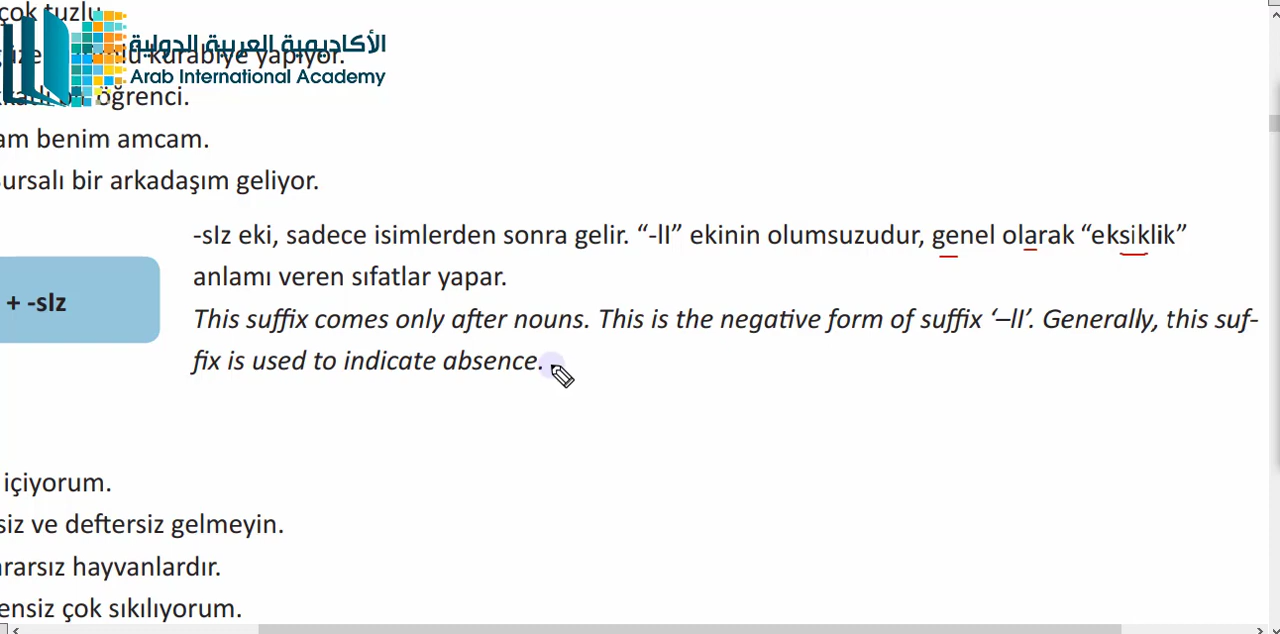 çok tuzlu
الأكاديمية العربية الدولية
kurabiye yapıyor.
Arab International Academy
öğrenci.
am benim amcam.
ursalı bir arkadaşım geliyor.
-sIz eki, sadece isimlerden sonra gelir. “-lI” ekinin olumsuzudur, genel olarak “eksiklik”
anlamı veren sıfatlar yapar.
+ -sIz
This suffix comes only after nouns. This is the negative form of suffix ‘–lI’. Generally, this suf-
fix is used to indicate absence.
içiyorum.
siz ve deftersiz gelmeyin.
ararsız hayvanlardır.
ensiz çok sıkılıyorum.